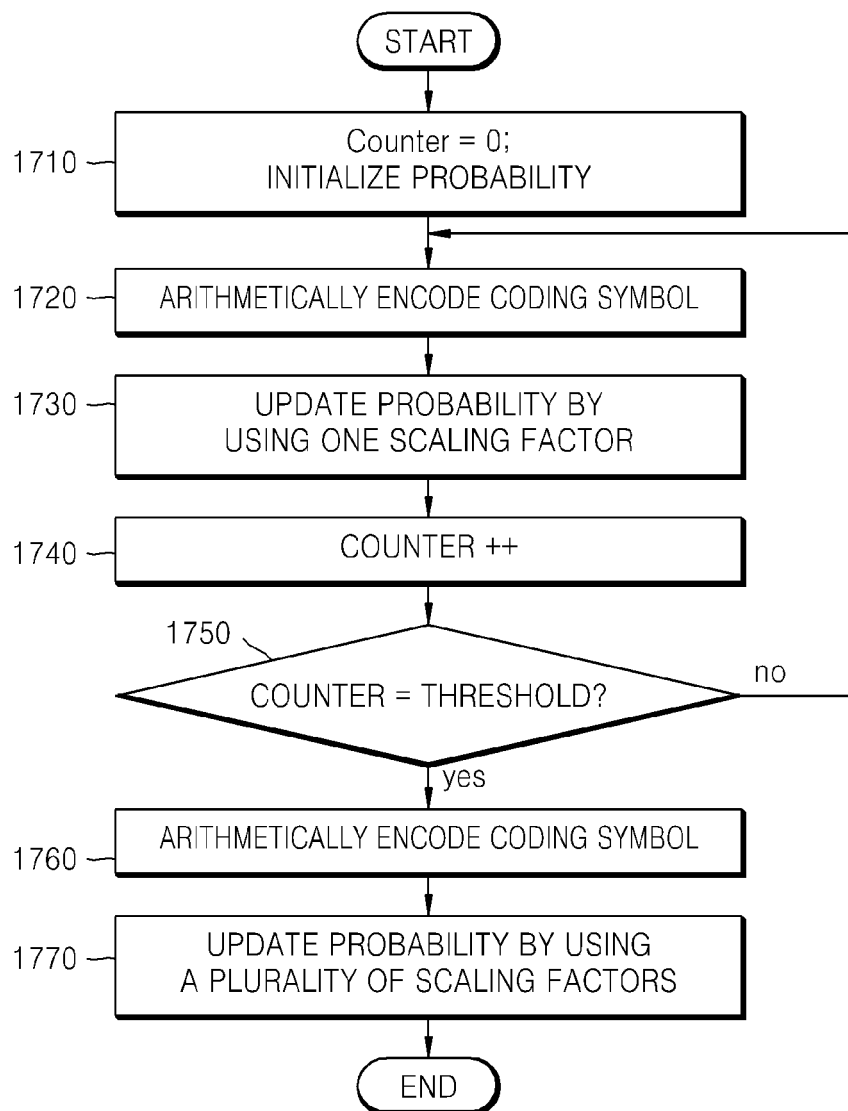 START
1710
Counter = 0;
INITIALIZE PROBABILITY
1720
ARITHMETICALLY ENCODE CODING SYMBOL
1730
UPDATE PROBABILITY BY
USING ONE SCALING FACTOR
1740
COUNTER ++
1750
COUNTER = THRESHOLD?
no
yes
1760
ARITHMETICALLY ENCODE CODING SYMBOL
1770
UPDATE PROBABILITY BY USING
A PLURALITY OF SCALING FACTORS
END